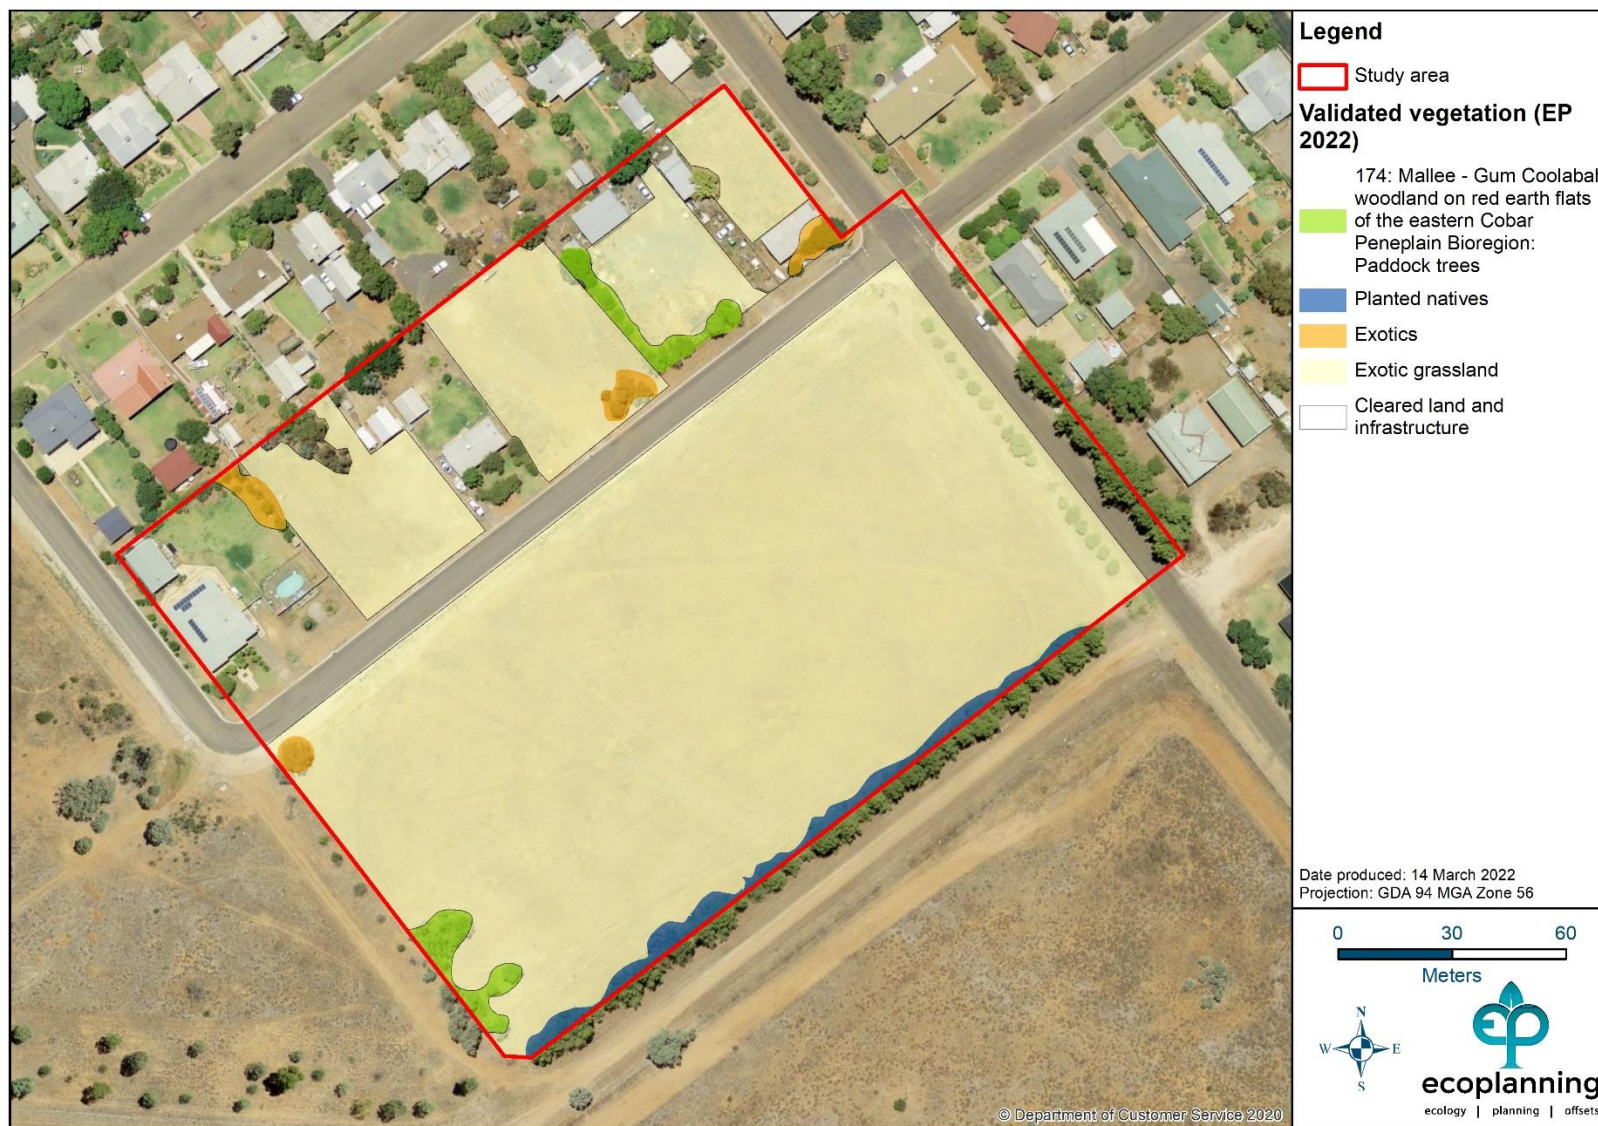 Legend
Study area
Validated vegetation (EP
2022)
174: Mallee - Gum Coolabah
woodland on red earth flats
of the eastern Cobar
Peneplain Bioregion:
Paddock trees
Planted natives
Exotics
Exotic grassland
Cleared land and
infrastructure
Date produced: 14 March 2022
Projection: GDA 94 MGA Zone 56
0 30 60
Meters
N
W E
S
ep
ecoplanning
ecology | planning | offsets
© Department of Customer Service 2020